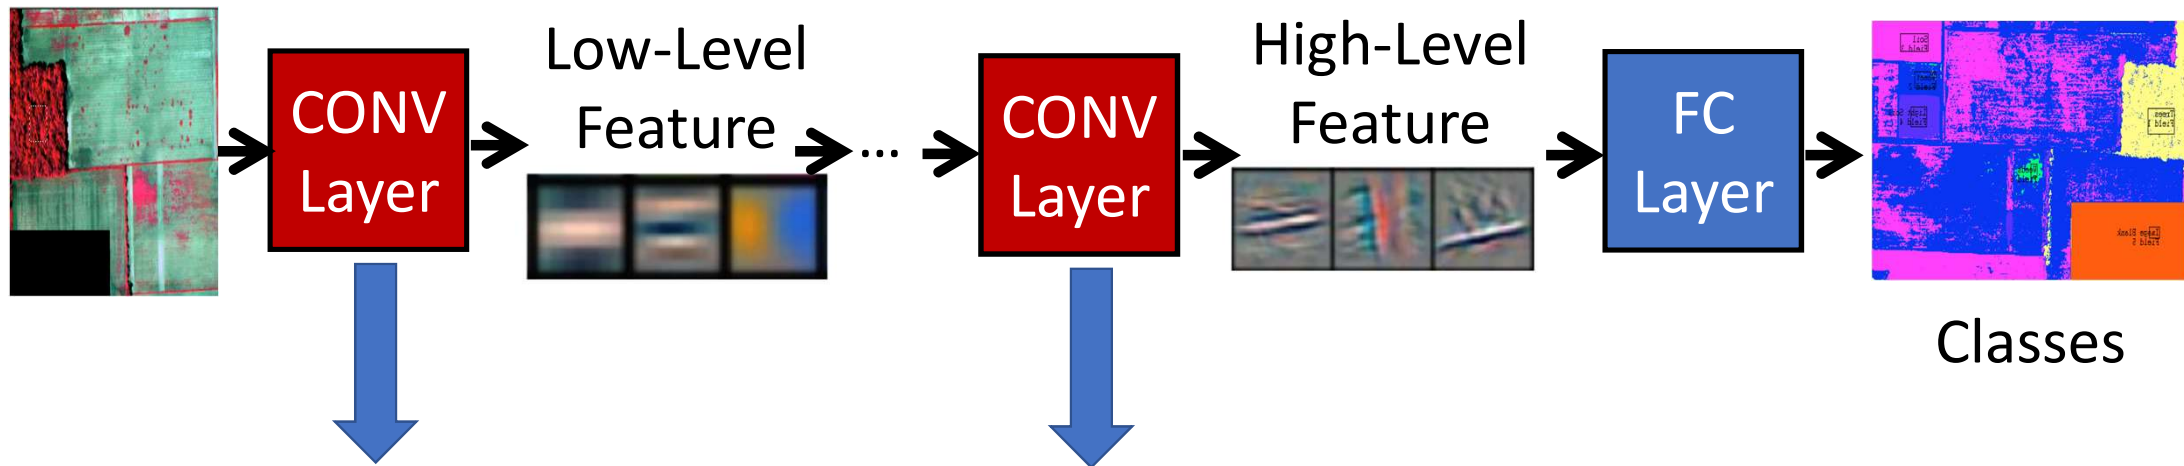 CONV
Layer
Low-Level
Feature
...
CONV
Layer
High-Level
Feature
FC
Layer
Classes